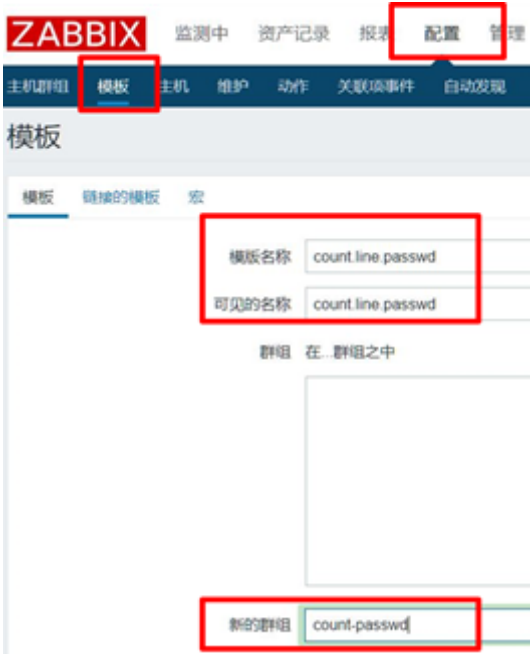 ZABBIX 监测中 资产记录 报表 配置 管理
主机群组 模板 主机 维护 动作 关联项事件 自动发现
模板
模板 链接的模板 宏
模版名称 count.line.passwd
可见的名称 count.line.passwd
群组 在...群组之中
新的群组 count-passwd